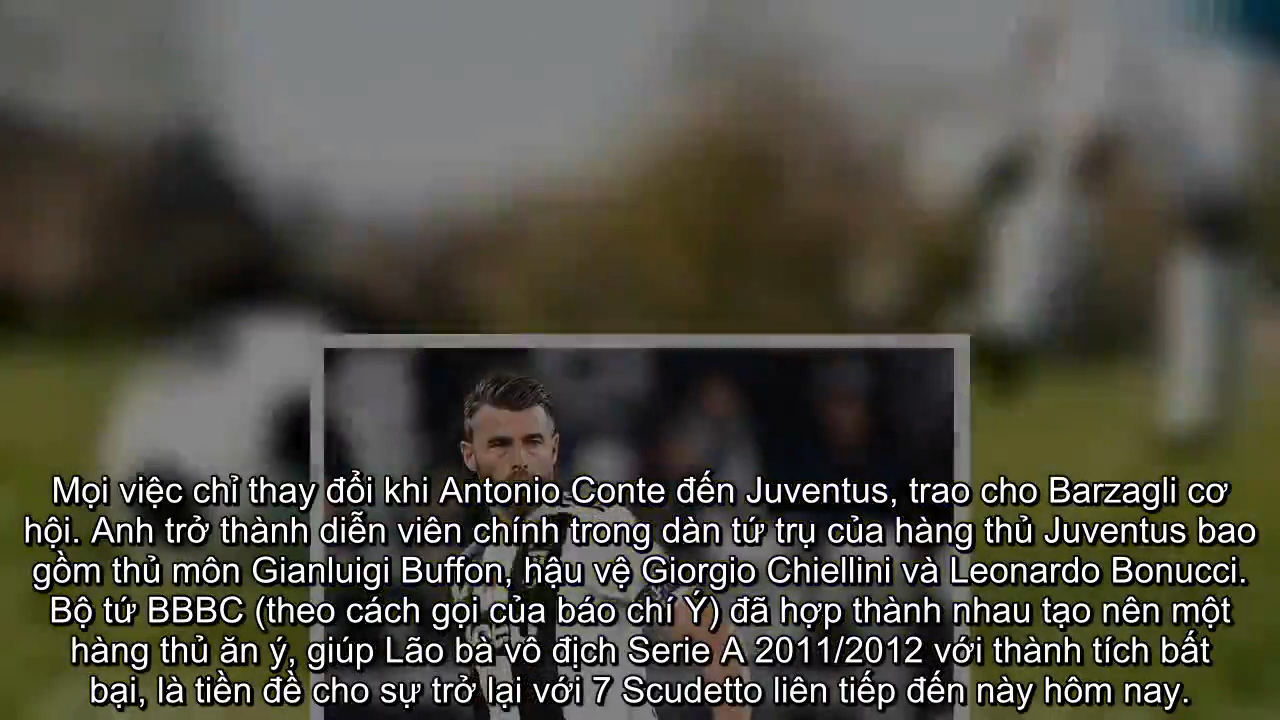 Mọi việc chỉ thay đổi khi Antonio Conte đến Juventus, trao cho Barzagli cơ
hội. Anh trở thành diễn viên chính trong dàn tứ trụ của hàng thủ Juventus bao
gồm thủ môn Gianluigi Buffon, hậu vệ Giorgio Chiellini và Leonardo Bonucci.
Bộ tứ BBBC (theo cách gọi của báo chí Ý) đã hợp thành nhau tạo nên một
hàng thủ ăn ý, giúp Lão bà vô địch Serie A 2011/2012 với thành tích bất
bại, là tiền đề cho sự trở lại với 7 Scudetto liên tiếp đến này hôm nay.